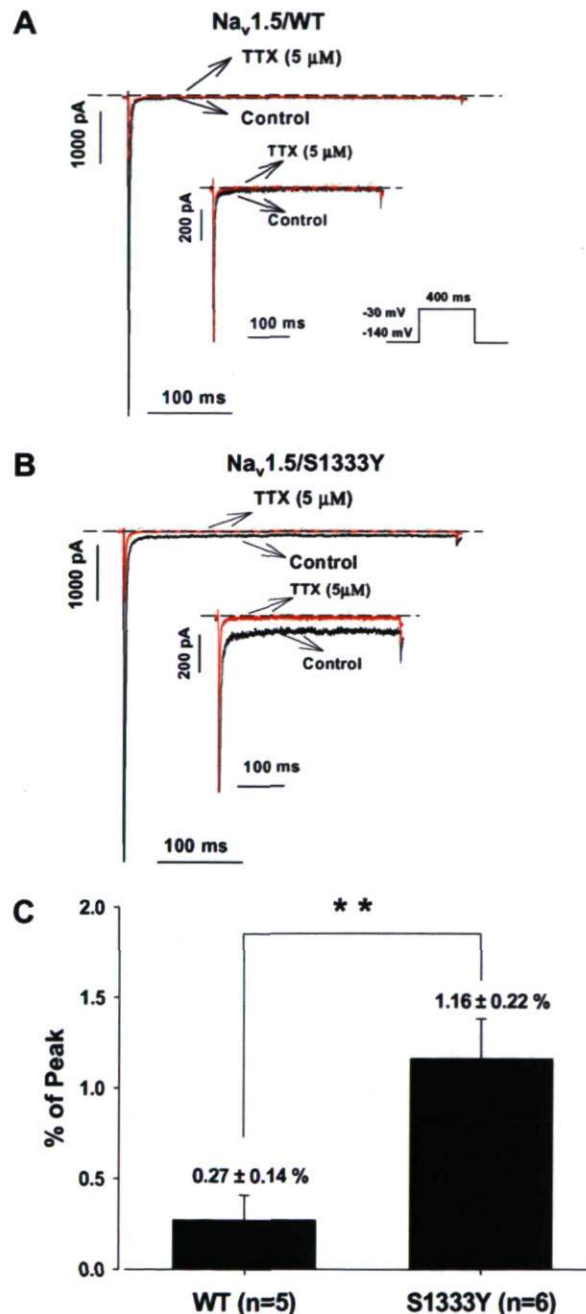 A
Naᵥ1.5/WT
TTX (5 μM)
Control
1000 pA
TTX (5 μM)
Control
200 pA
100 ms
400 ms
-30 mV
-140 mV
100 ms
B
Naᵥ1.5/S1333Y
TTX (5 μM)
Control
1000 pA
TTX (5μM)
Control
200 pA
100 ms
100 ms
C
% of Peak
2.0
1.5
1.0
0.5
0.0
**
1.16 ± 0.22 %
0.27 ± 0.14 %
WT (n=5)
S1333Y (n=6)